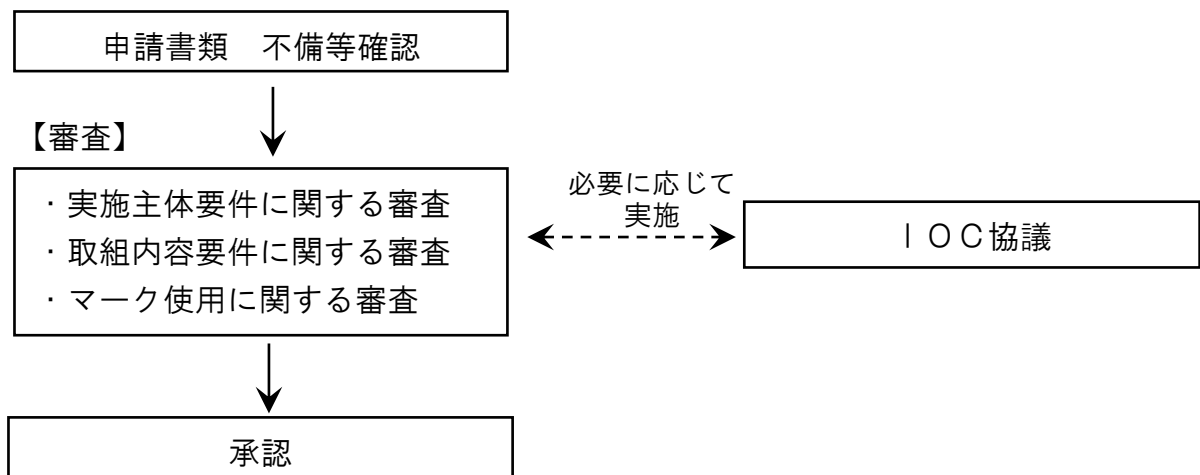 申請書類　不備等確認
【審査】
・実施主体要件に関する審査
・取組内容要件に関する審査
・マーク使用に関する審査
必要に応じて
実施
ＩＯＣ協議
承認